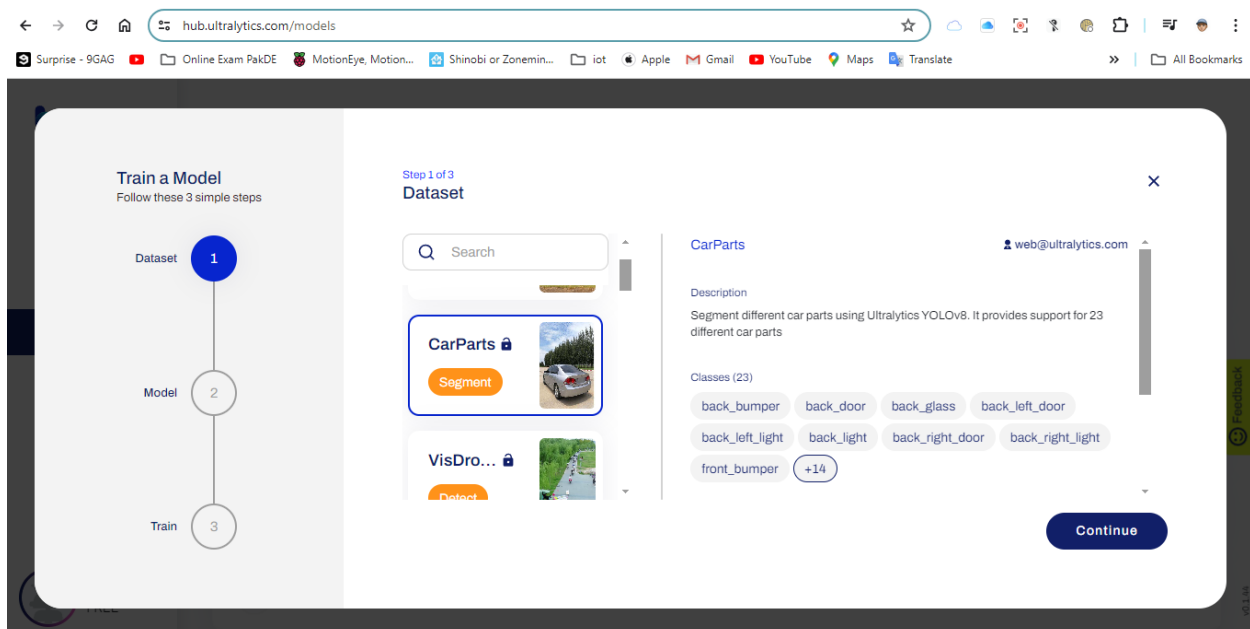 hub.ultralytics.com/models
Surprise - 9GAG Online Exam PakDE MotionEye, Motion... Shinobi or Zonemin... iot Apple Gmail YouTube Maps Translate » All Bookmarks
Train a Model
Follow these 3 simple steps
Dataset 1
Model 2
Train 3
Step 1 of 3
Dataset
Search
CarParts
Segment
VisDro...
Detect
CarParts web@ultralytics.com
Description
Segment different car parts using Ultralytics YOLOv8. It provides support for 23
different car parts
Classes (23)
back_bumper back_door back_glass back_left_door
back_left_light back_light back_right_door back_right_light
front_bumper +14
Continue
Feedback
FREE